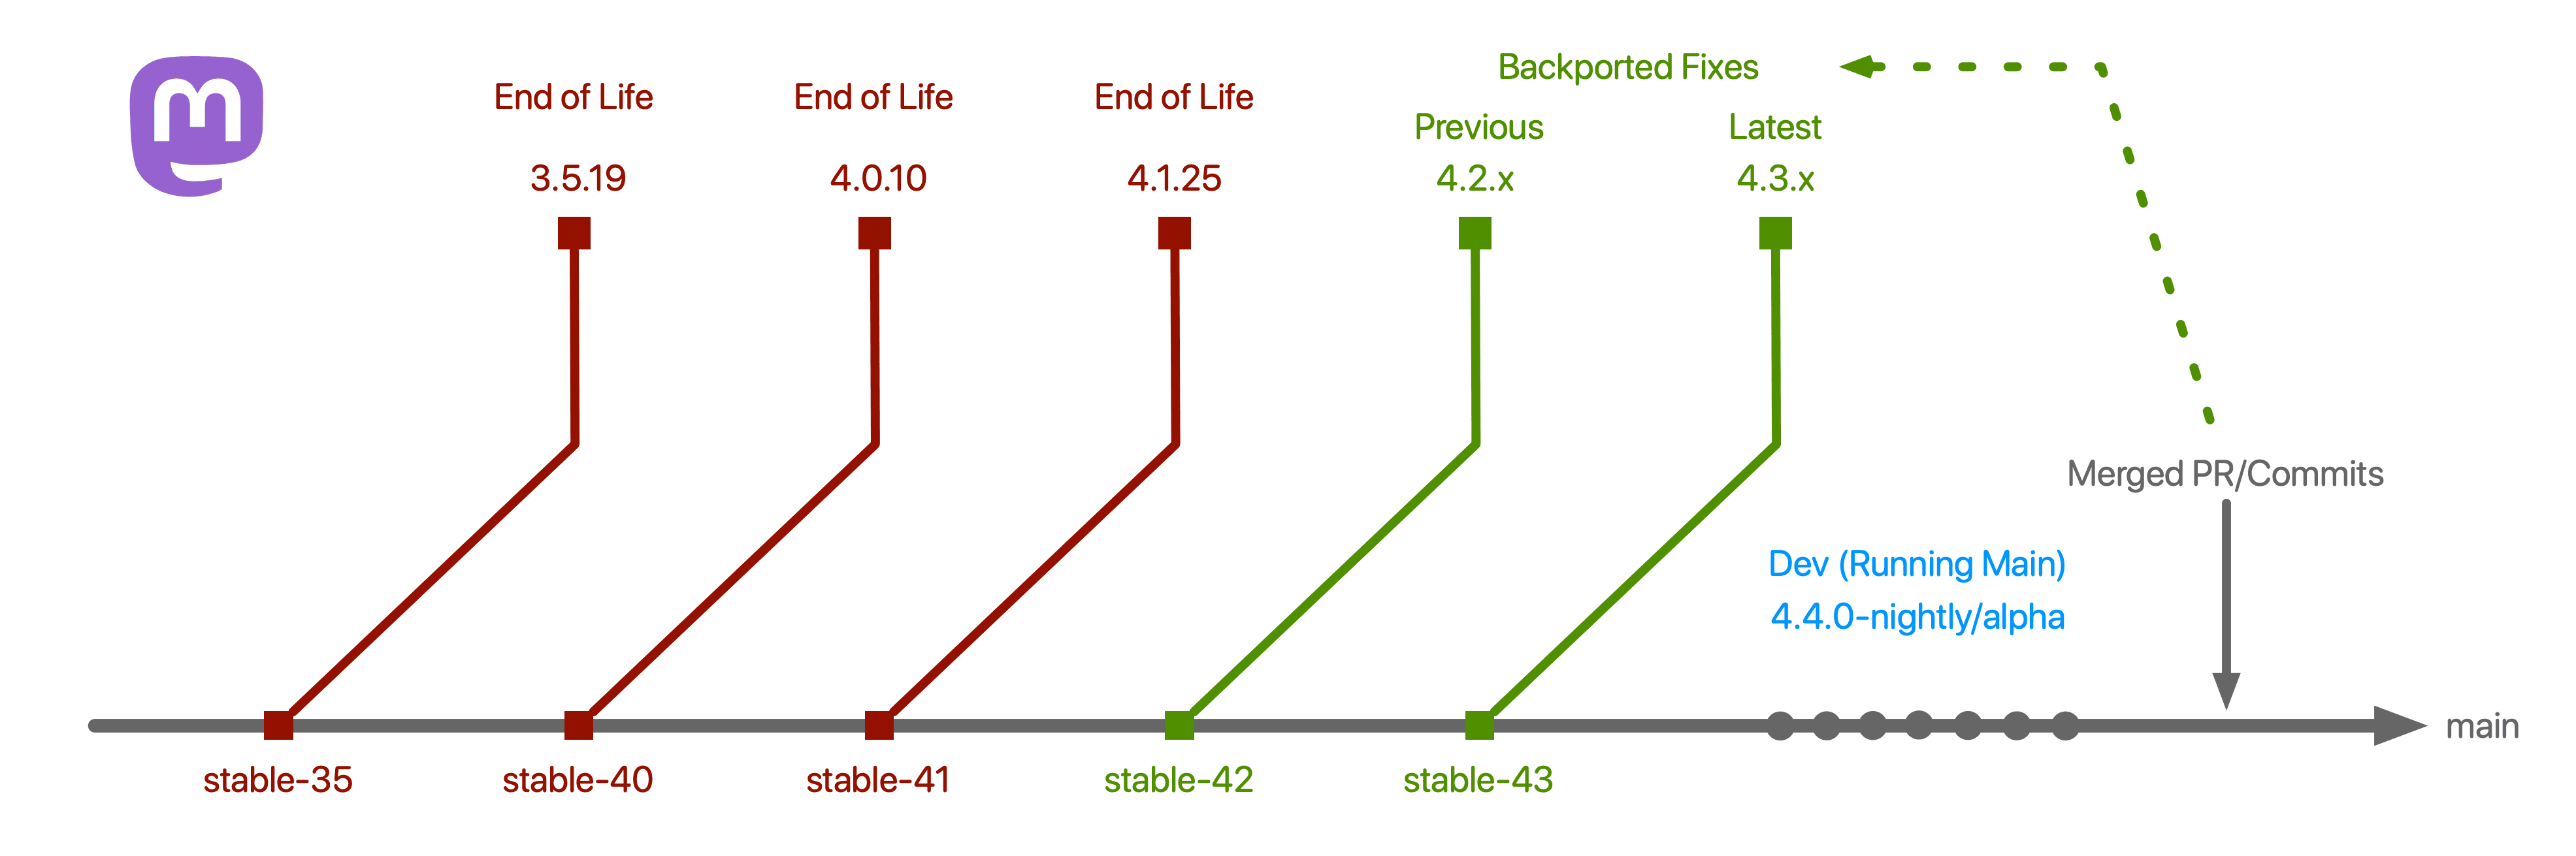 Backported Fixes
End of Life
End of Life
End of Life
Previous
Latest
3.5.19
4.0.10
4.1.25
4.2.x
4.3.x
Merged PR/Commits
Dev (Running Main)
4.4.0-nightly/alpha
main
stable-35
stable-40
stable-41
stable-42
stable-43